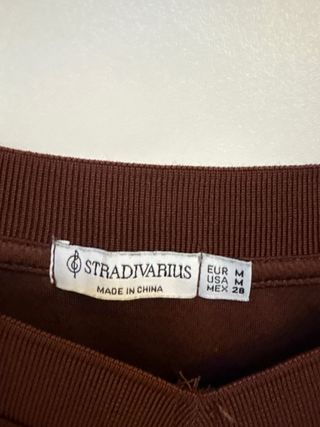 STRADIVARIUS
MADE IN CHINA
EUR M
USA M
MEX 28